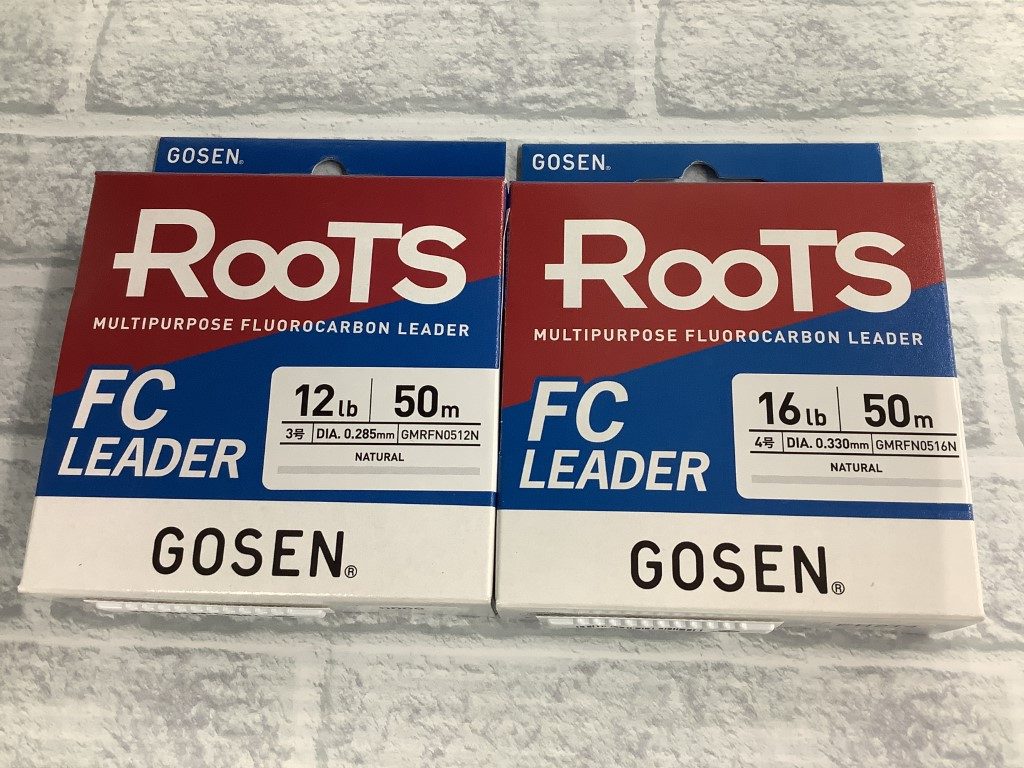 GOSEN®
ROOTS
MULTIPURPOSE FLUOROCARBON LEADER
FC
LEADER
12lb 50m
3号 DIA. 0.285mm GMRFN0512N
NATURAL
GOSEN®
GOSEN®
ROOTS
MULTIPURPOSE FLUOROCARBON LEADER
FC
LEADER
16lb 50m
4号 DIA. 0.330mm GMRFN0516N
NATURAL
GOSEN®